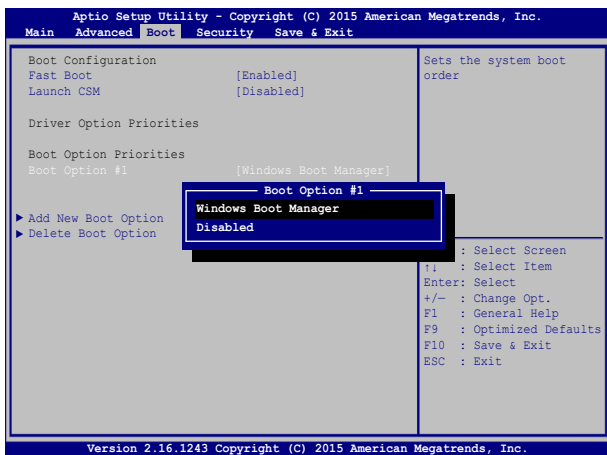 Aptio Setup Utility - Copyright (C) 2015 American Megatrends, Inc.
Main Advanced Boot Security Save & Exit
Boot Configuration
Fast Boot [Enabled]
Launch CSM [Disabled]
Driver Option Priorities
Boot Option Priorities
Boot Option #1 [Windows Boot Manager]
Boot Option #1
Windows Boot Manager
Disabled
▶ Add New Boot Option
▶ Delete Boot Option
Sets the system boot
order
: Select Screen
↑↓ : Select Item
Enter: Select
+/— : Change Opt.
F1 : General Help
F9 : Optimized Defaults
F10 : Save & Exit
ESC : Exit
Version 2.16.1243 Copyright (C) 2015 American Megatrends, Inc.